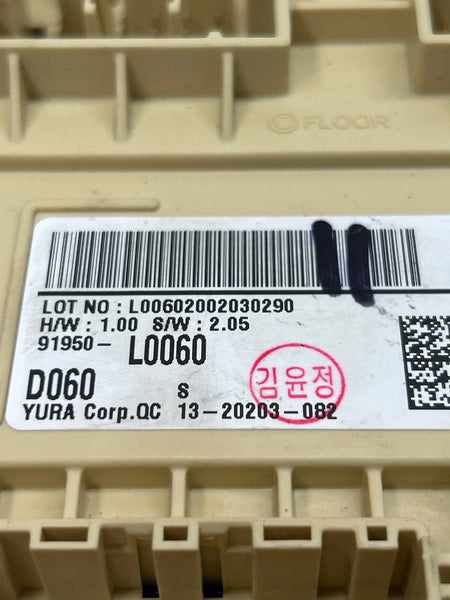 FLOOR
LOT NO : L00602002030290
H/W : 1.00 S/W : 2.05
91950- L0060
D060 S
김윤정
YURA Corp.QC 13-20203-082